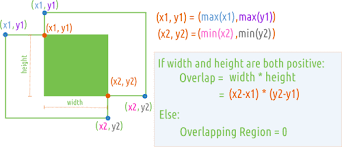 (x1, y1)
(x1, y1)
(x1, y1)
height
(x2, y2)
width
(x2, y2)
(x2, y2)
(x1, y1) = (max(x1),max(y1))
(x2, y2) = (min(x2),min(y2))
If width and height are both positive:
Overlap = width * height
= (x2-x1) * (y2-y1)
Else:
Overlapping Region = 0